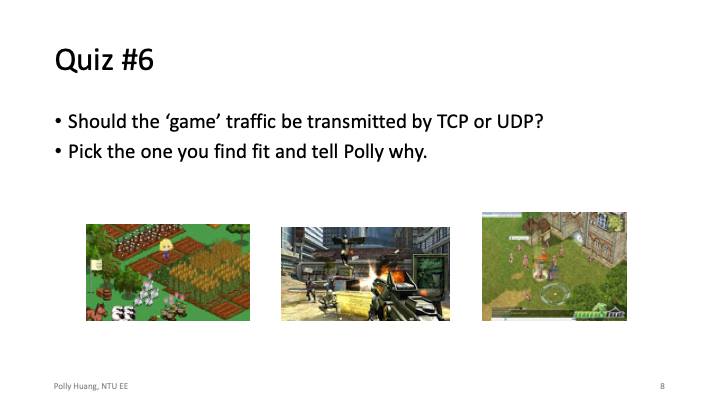 Quiz #6
• Should the ‘game’ traffic be transmitted by TCP or UDP?
• Pick the one you find fit and tell Polly why.
Polly Huang, NTU EE
8